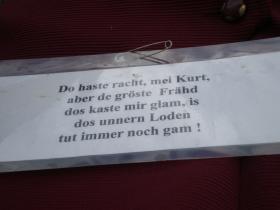 Do haste racht, mei Kurt,
aber de gröste Frähd
dos kaste mir glam, is
dos unnern Loden
tut immer noch gam !